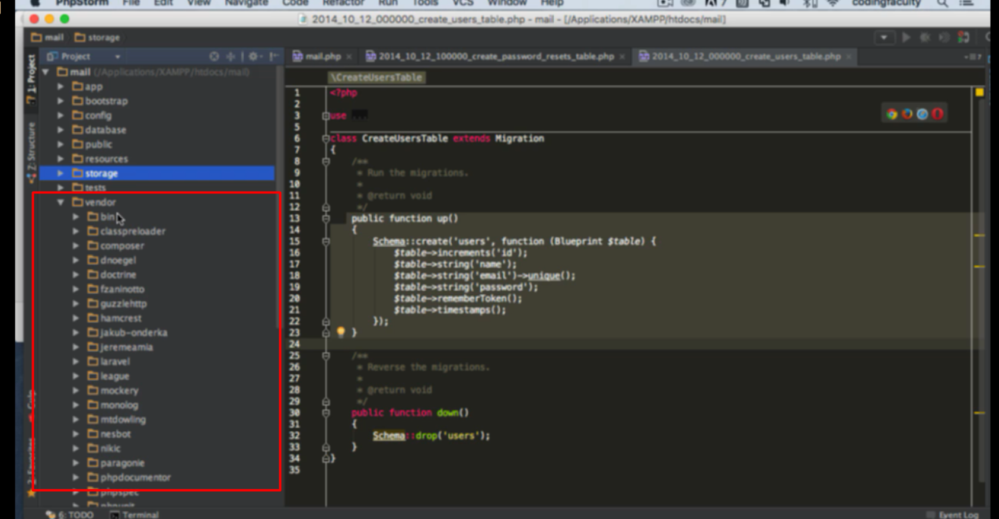 PhpStorm File Edit View Navigate Code Refactor Run Tools VCS Window Help codingfaculty
2014_10_12_000000_create_users_table.php - mail - [/Applications/XAMPP/htdocs/mail]
mail storage
Project
mail.php
2014_10_12_100000_create_password_resets_table.php
2014_10_12_000000_create_users_table.php
1: Project
Z: Structure
mail (/Applications/XAMPP/htdocs/mail)
app
bootstrap
config
database
public
resources
storage
tests
vendor
bin
classpreloader
composer
dnoegel
doctrine
fzaninotto
guzzlehttp
hamcrest
jakub-onderka
jeremeamia
laravel
league
mockery
monolog
mtdowling
nesbot
nikic
paragonie
phpdocumentor
phpspec
phpunit
\CreateUsersTable
1 <?php
2
3 use ...
5
6 class CreateUsersTable extends Migration
7 {
8 /**
9 * Run the migrations.
10 *
11 * @return void
12 */
13 public function up()
14 {
15 Schema::create('users', function (Blueprint $table) {
16 $table->increments('id');
17 $table->string('name');
18 $table->string('email')->unique();
19 $table->string('password');
20 $table->rememberToken();
21 $table->timestamps();
22 });
23 }
24
25 /**
26 * Reverse the migrations.
27 *
28 * @return void
29 */
30 public function down()
31 {
32 Schema::drop('users');
33 }
34 }
35
6: TODO Terminal Event Log